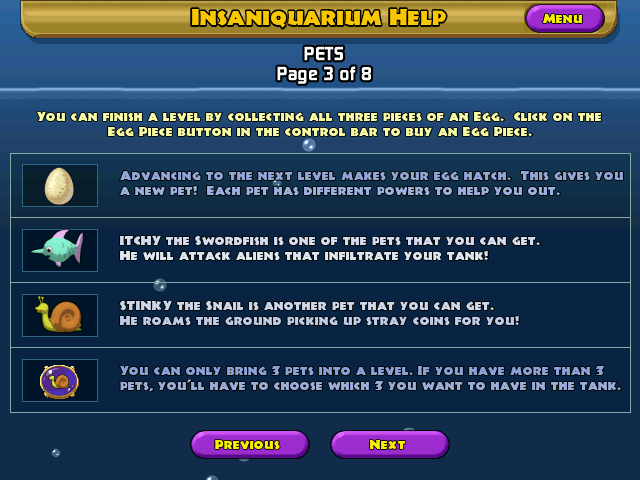 Insaniquarium Help
Menu
PETS
Page 3 of 8
You can finish a level by collecting all three pieces of an Egg. Click on the
Egg Piece button in the control bar to buy an Egg Piece.
Advancing to the next level makes your egg hatch. This gives you
a new pet! Each pet has different powers to help you out.
ITCHY the Swordfish is one of the pets that you can get.
He will attack aliens that infiltrate your tank!
STINKY the Snail is another pet that you can get.
He roams the ground picking up stray coins for you!
You can only bring 3 pets into a level. If you have more than 3
pets, you'll have to choose which 3 you want to have in the tank.
Previous
Next